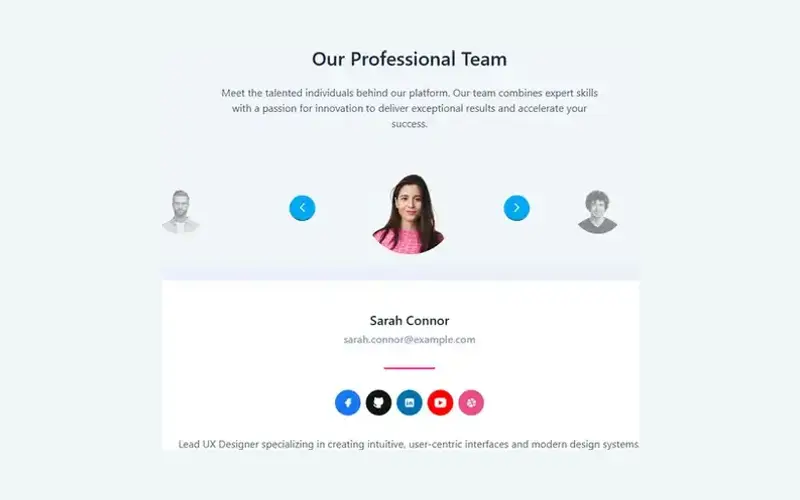 Our Professional Team
Meet the talented individuals behind our platform. Our team combines expert skills
with a passion for innovation to deliver exceptional results and accelerate your
success.
Sarah Connor
sarah.connor@example.com
Lead UX Designer specializing in creating intuitive, user-centric interfaces and modern design systems